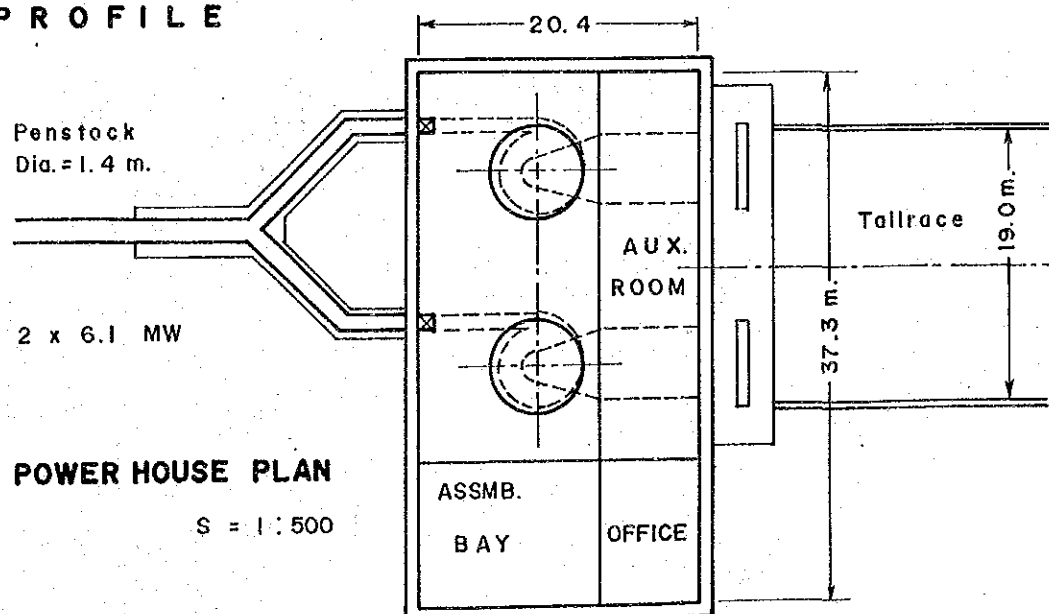 PROFILE
20.4
Penstock
Dia. = 1.4 m.
Tailrace
19.0 m.
AUX.
ROOM
37.3 m.
2 x 6.1 MW
POWER HOUSE PLAN
S = 1:500
ASSMB.
BAY
OFFICE